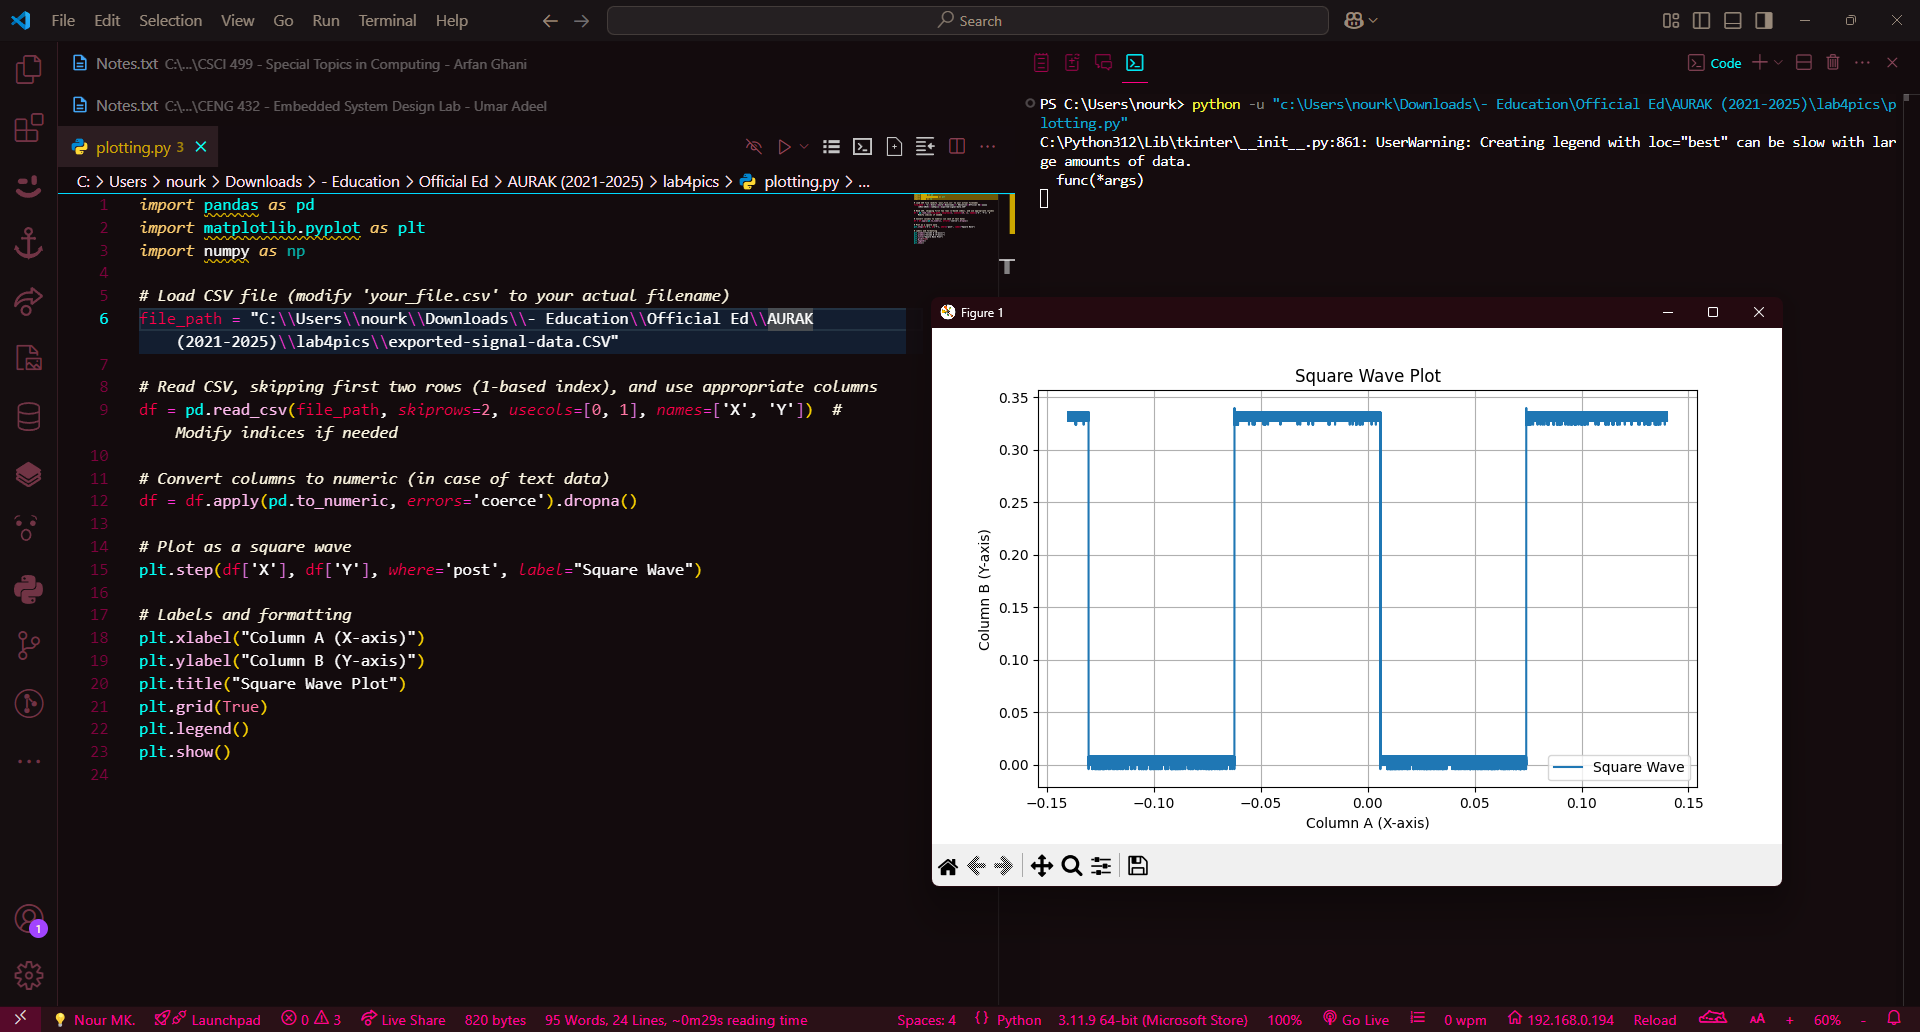 File Edit Selection View Go Run Terminal Help
Search
Notes.txt C:\...\CSCI 499 - Special Topics in Computing - Arfan Ghani
Notes.txt C:\...\CENG 432 - Embedded System Design Lab - Umar Adeel
plotting.py 3
C: > Users > nourk > Downloads > - Education > Official Ed > AURAK (2021-2025) > lab4pics > plotting.py > ...
1 import pandas as pd
2 import matplotlib.pyplot as plt
3 import numpy as np
4
5 # Load CSV file (modify 'your_file.csv' to your actual filename)
6 file_path = "C:\\Users\\nourk\\Downloads\\- Education\\Official Ed\\AURAK
(2021-2025)\\lab4pics\\exported-signal-data.CSV"
7
8 # Read CSV, skipping first two rows (1-based index), and use appropriate columns
9 df = pd.read_csv(file_path, skiprows=2, usecols=[0, 1], names=['X', 'Y'])  #
Modify indices if needed
10
11 # Convert columns to numeric (in case of text data)
12 df = df.apply(pd.to_numeric, errors='coerce').dropna()
13
14 # Plot as a square wave
15 plt.step(df['X'], df['Y'], where='post', label="Square Wave")
16
17 # Labels and formatting
18 plt.xlabel("Column A (X-axis)")
19 plt.ylabel("Column B (Y-axis)")
20 plt.title("Square Wave Plot")
21 plt.grid(True)
22 plt.legend()
23 plt.show()
24
Code
PS C:\Users\nourk> python -u "c:\Users\nourk\Downloads\- Education\Official Ed\AURAK (2021-2025)\lab4pics\p
lotting.py"
C:\Python312\Lib\tkinter\__init__.py:861: UserWarning: Creating legend with loc="best" can be slow with lar
ge amounts of data.
func(*args)
Figure 1
Square Wave Plot
0.35
0.30
0.25
0.20
0.15
0.10
0.05
0.00
Column B (Y-axis)
Square Wave
−0.15 −0.10 −0.05 0.00 0.05 0.10 0.15
Column A (X-axis)
1
Nour MK. Launchpad 0 3 Live Share 820 bytes 95 Words, 24 Lines, ~0m29s reading time Spaces: 4 Python 3.11.9 64-bit (Microsoft Store) 100% Go Live 0 wpm 192.168.0.194 Reload AA + 60% -